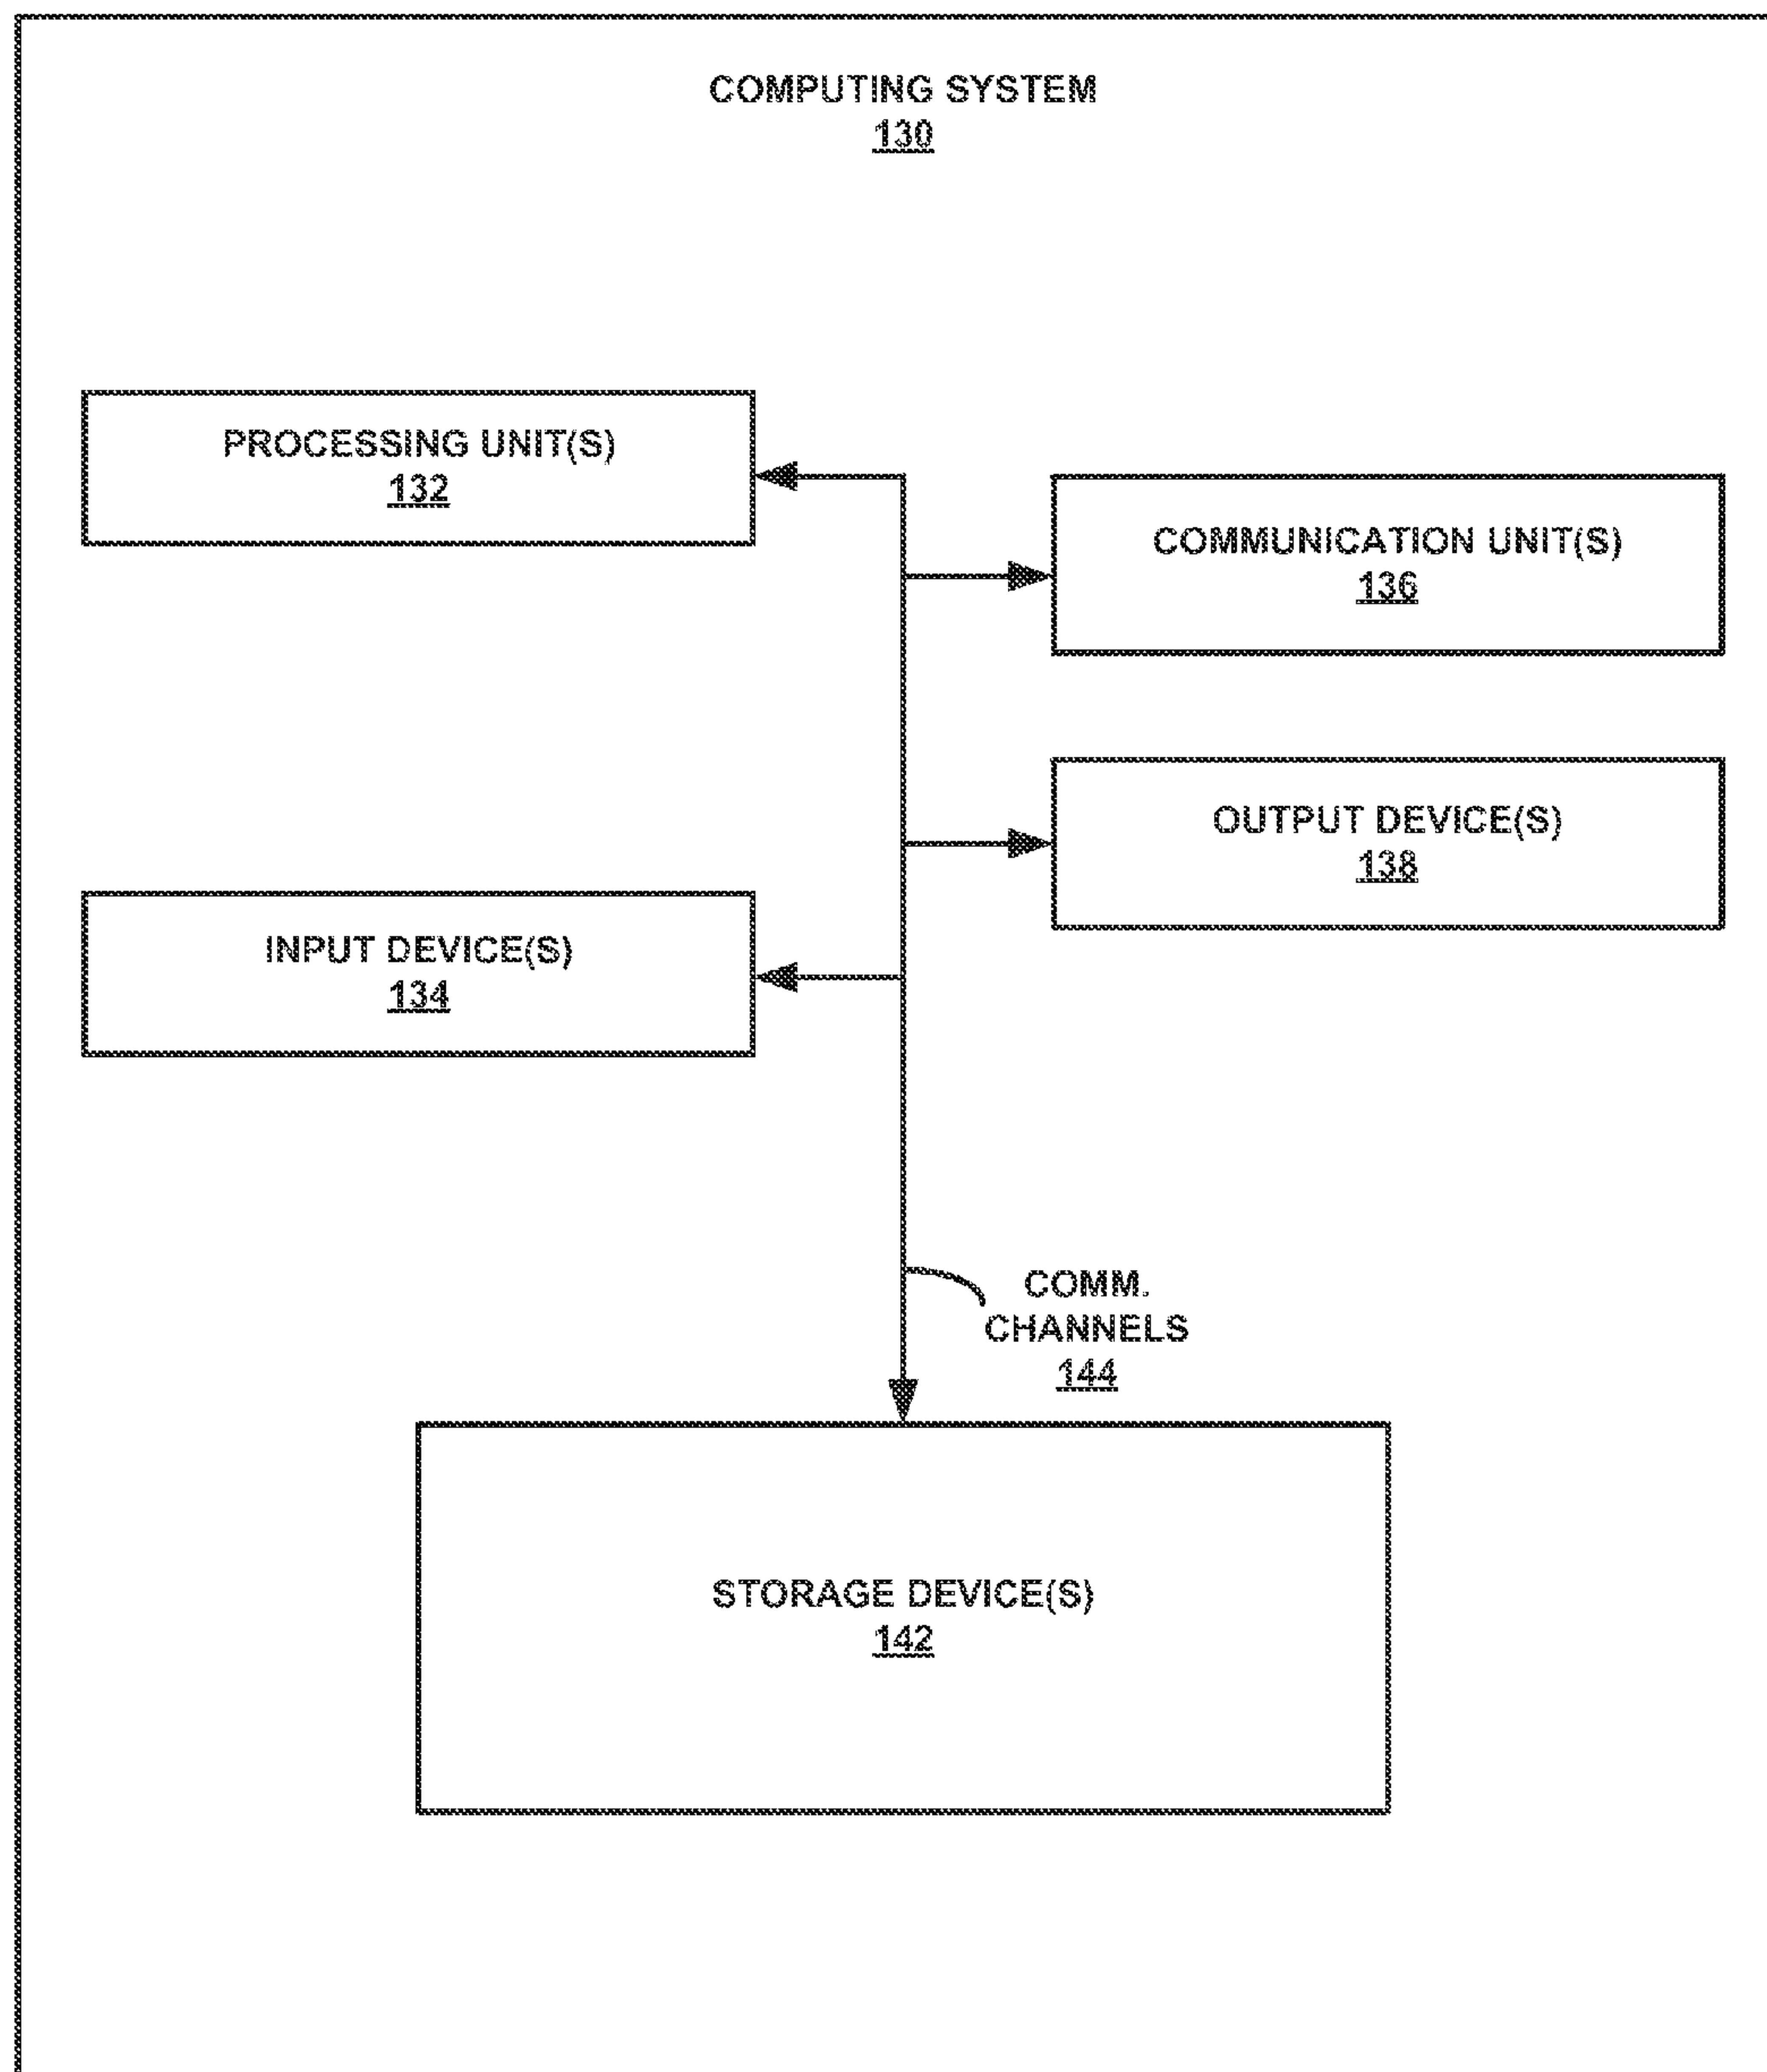 COMPUTING SYSTEM
130
PROCESSING UNIT(S)
132
COMMUNICATION UNIT(S)
136
OUTPUT DEVICE(S)
138
INPUT DEVICE(S)
134
COMM.
CHANNELS
144
STORAGE DEVICE(S)
142